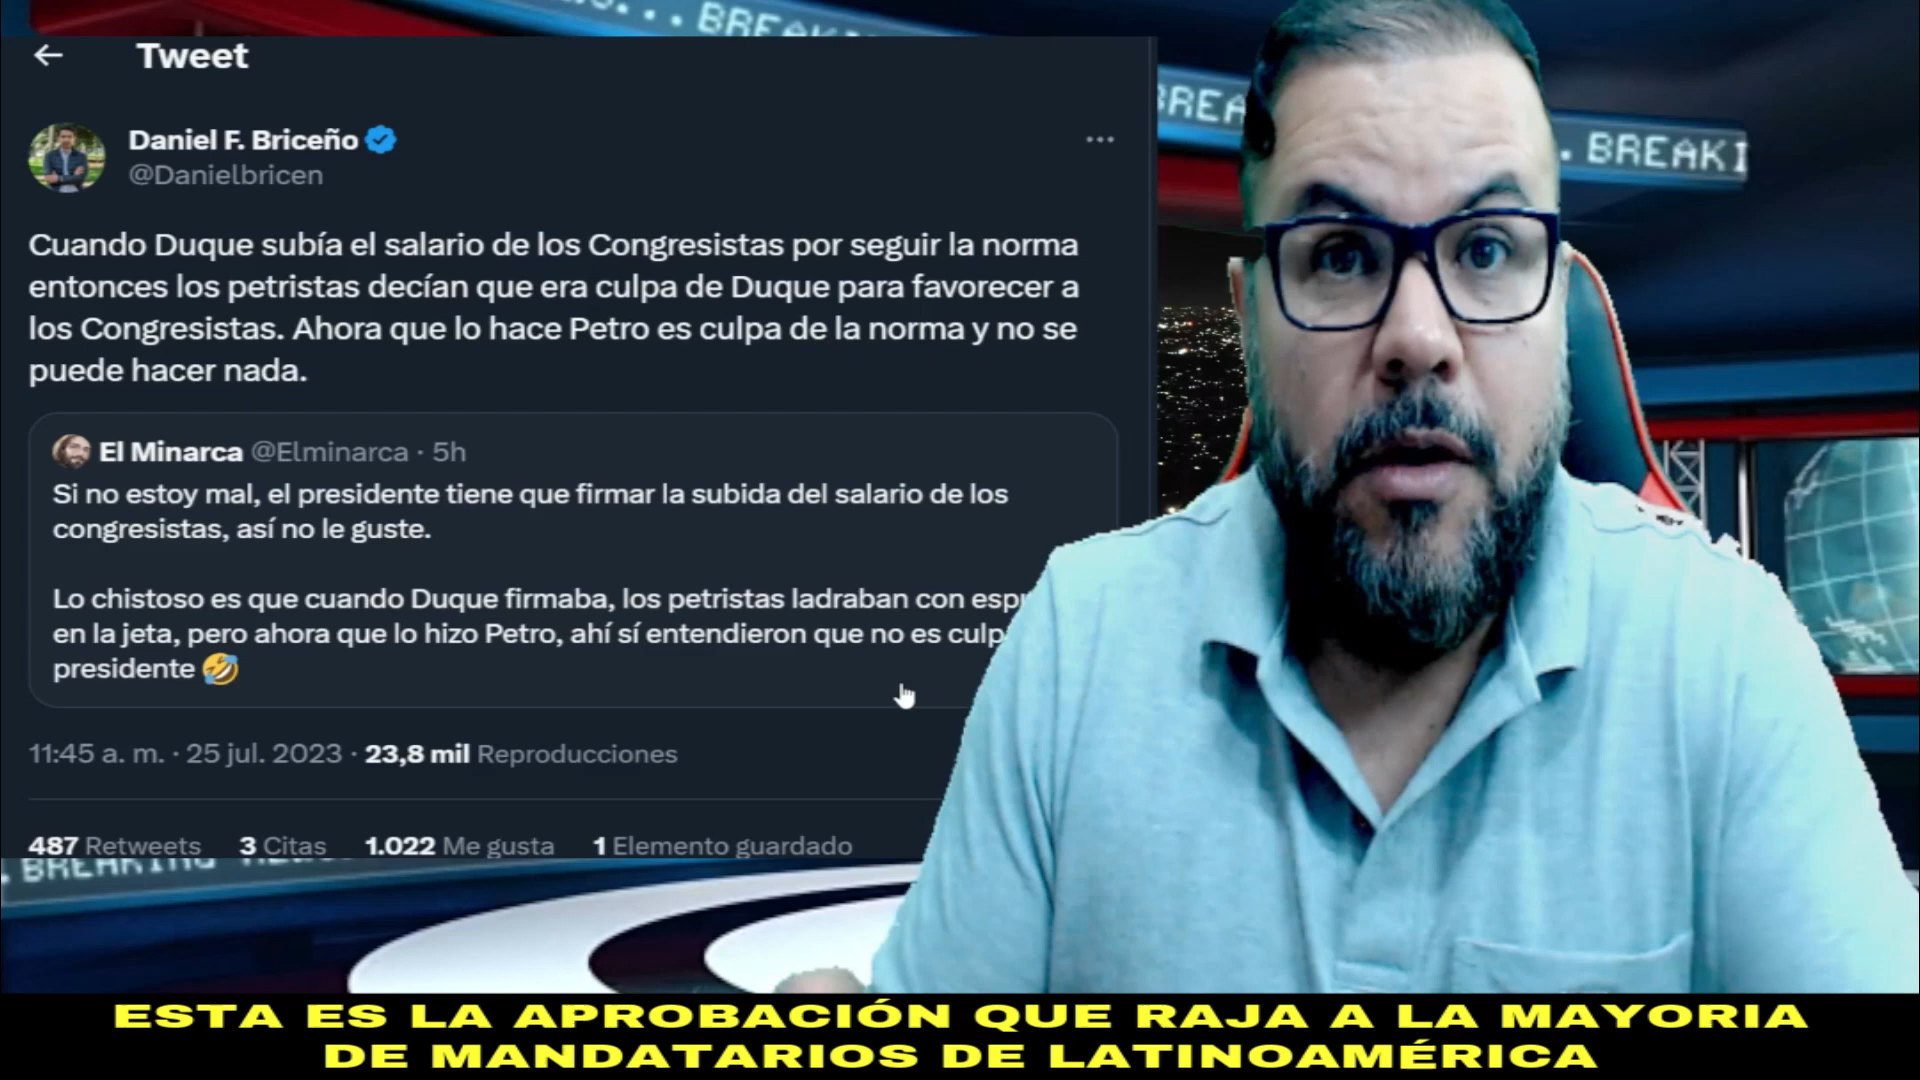 BREAK
Tweet
BREA
. BREAKI
Daniel F. Briceño
@Danielbricen
Cuando Duque subía el salario de los Congresistas por seguir la norma
entonces los petristas decían que era culpa de Duque para favorecer a
los Congresistas. Ahora que lo hace Petro es culpa de la norma y no se
puede hacer nada.
El Minarca @Elminarca · 5h
Si no estoy mal, el presidente tiene que firmar la subida del salario de los
congresistas, así no le guste.
Lo chistoso es que cuando Duque firmaba, los petristas ladraban con esp
en la jeta, pero ahora que lo hizo Petro, ahí sí entendieron que no es culp
presidente 🤣
11:45 a. m. · 25 jul. 2023 · 23,8 mil Reproducciones
487 Retweets 3 Citas 1.022 Me gusta 1 Elemento guardado
. BREAKING NEWS
ESTA ES LA APROBACIÓN QUE RAJA A LA MAYORIA
DE MANDATARIOS DE LATINOAMÉRICA